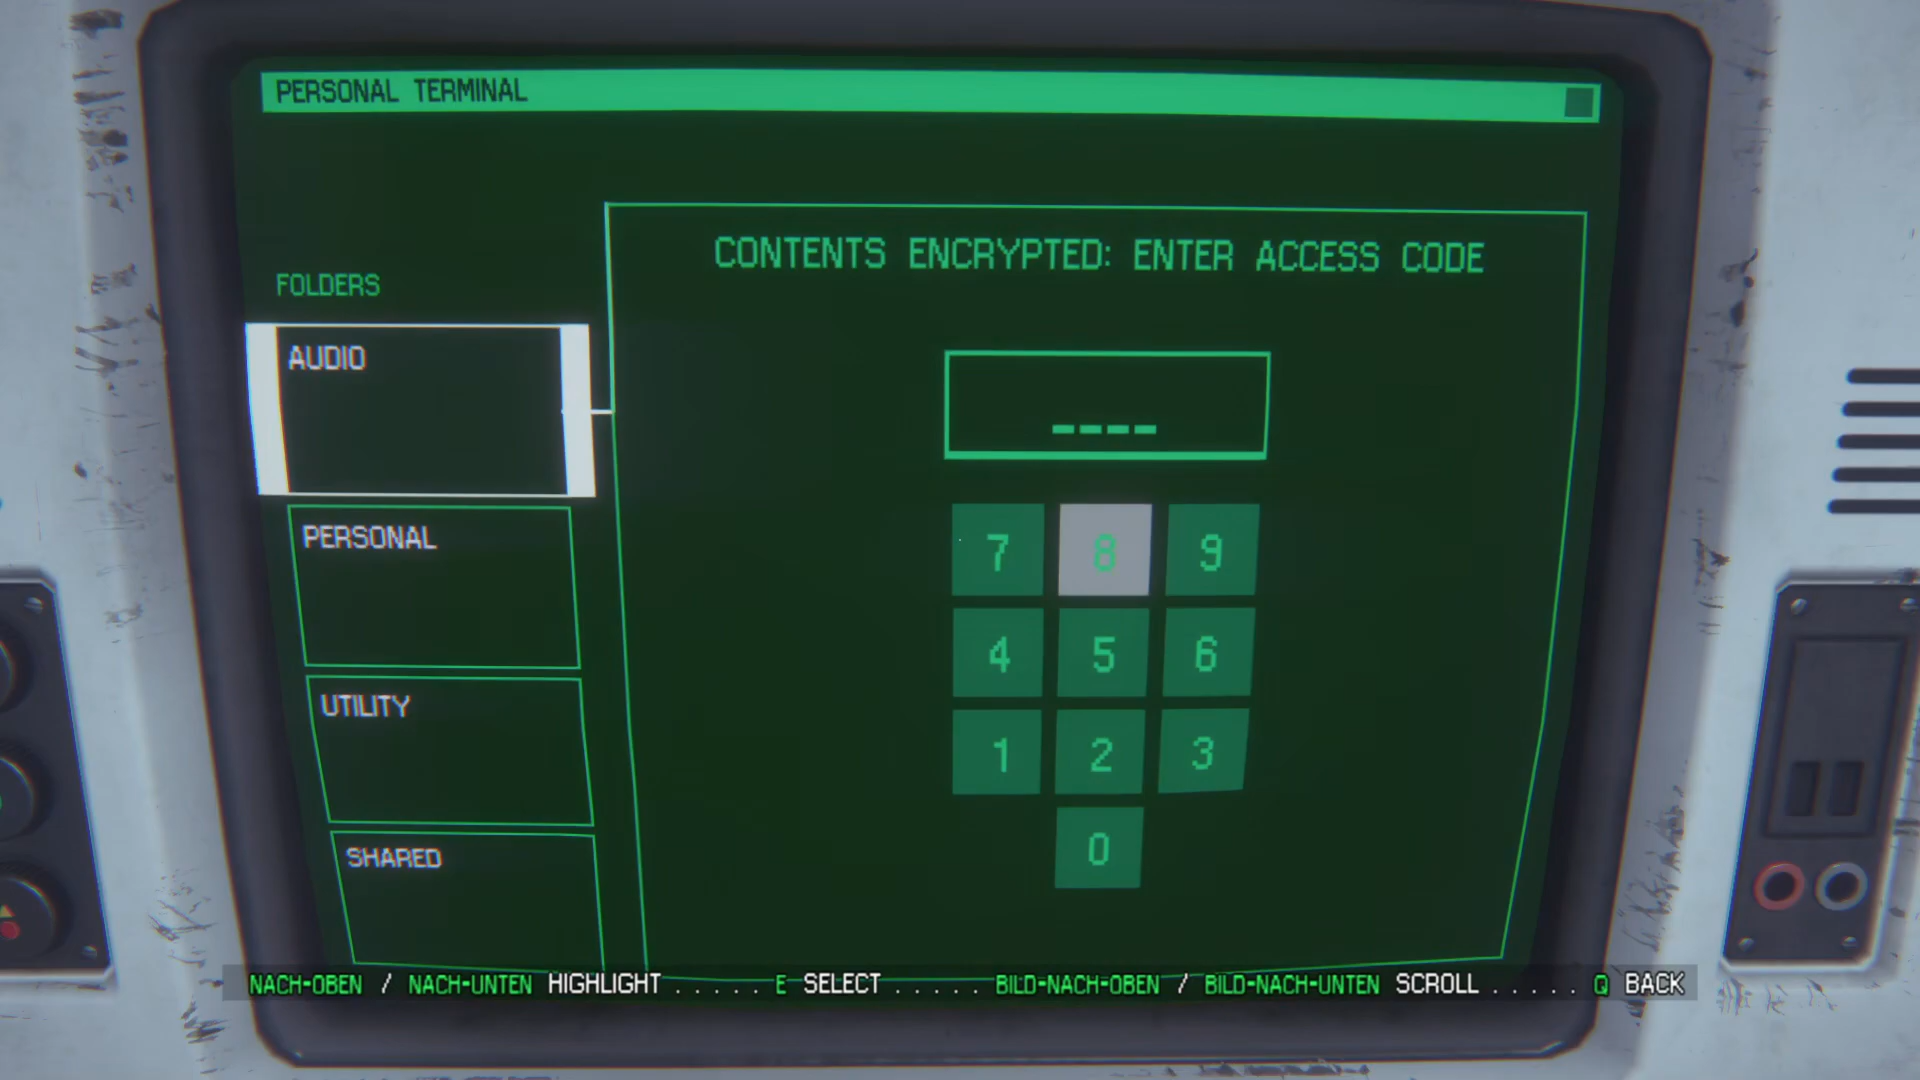 PERSONAL TERMINAL
CONTENTS ENCRYPTED: ENTER ACCESS CODE
FOLDERS
AUDIO
PERSONAL
UTILITY
SHARED
____
7 8 9
4 5 6
1 2 3
0
NACH-OBEN / NACH-UNTEN HIGHLIGHT ..... E SELECT ..... BILD-NACH-OBEN / BILD-NACH-UNTEN SCROLL ..... Q BACK